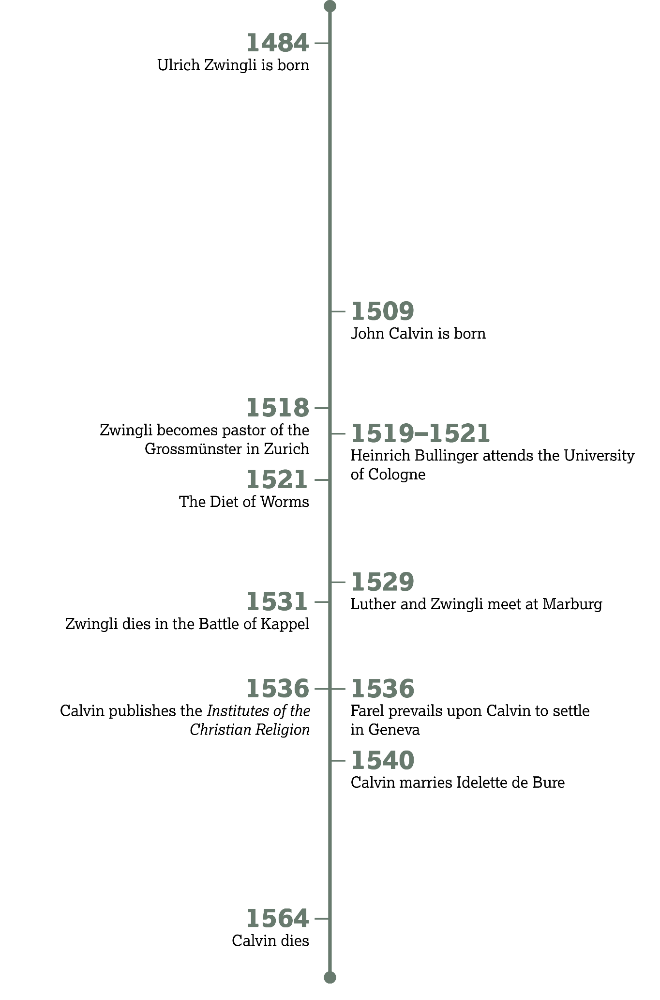 1484
Ulrich Zwingli is born
1509
John Calvin is born
1518
Zwingli becomes pastor of the
Grossmünster in Zurich
1519–1521
Heinrich Bullinger attends the University
of Cologne
1521
The Diet of Worms
1529
Luther and Zwingli meet at Marburg
1531
Zwingli dies in the Battle of Kappel
1536
Calvin publishes the Institutes of the
Christian Religion
1536
Farel prevails upon Calvin to settle
in Geneva
1540
Calvin marries Idelette de Bure
1564
Calvin dies